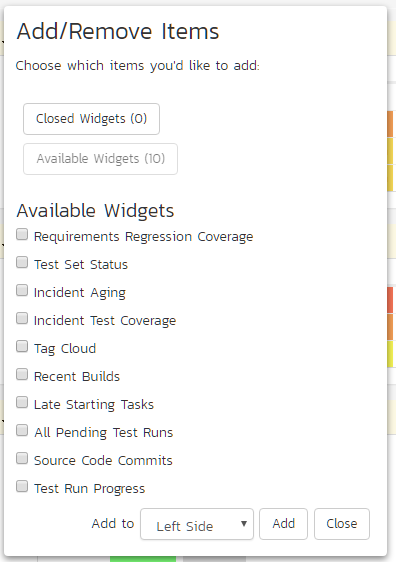 Add/Remove Items
Choose which items you'd like to add:
Closed Widgets (0)
Available Widgets (10)
Available Widgets
Requirements Regression Coverage
Test Set Status
Incident Aging
Incident Test Coverage
Tag Cloud
Recent Builds
Late Starting Tasks
All Pending Test Runs
Source Code Commits
Test Run Progress
Add to Left Side Add Close